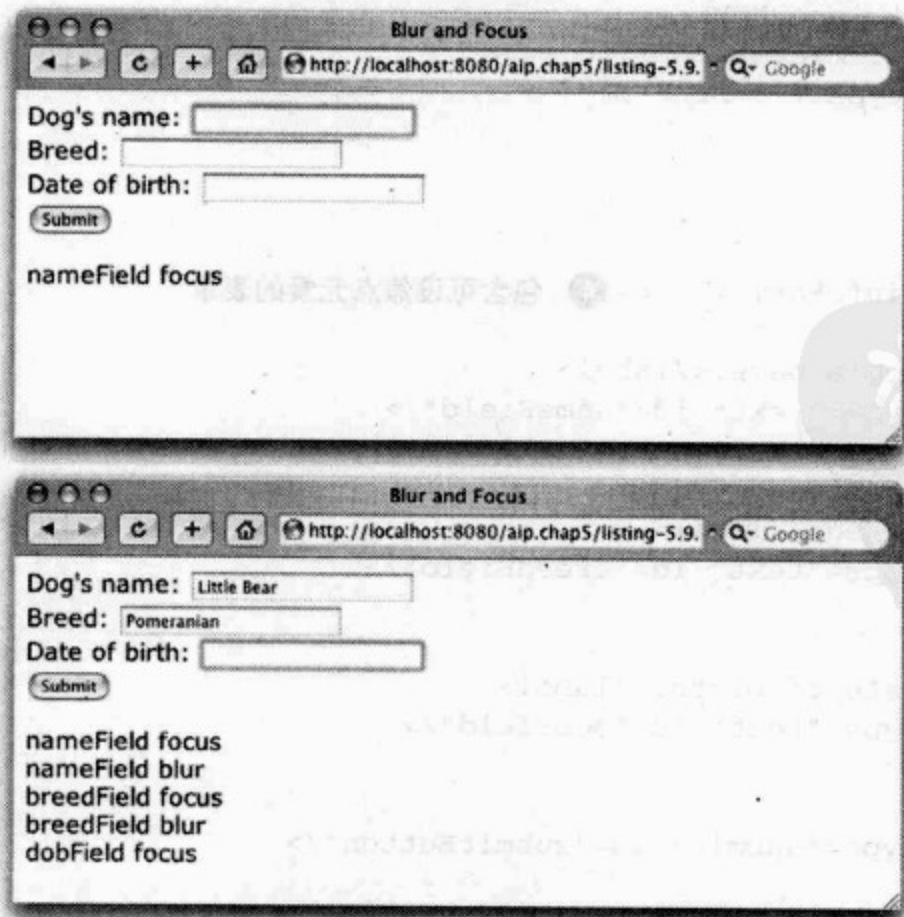 Blur and Focus
http://localhost:8080/aip.chap5/listing-5.9.
Google
Dog's name:
Breed:
Date of birth:
Submit
nameField focus
Blur and Focus
http://localhost:8080/aip.chap5/listing-5.9.
Google
Dog's name: Little Bear
Breed: Pomeranian
Date of birth:
Submit
nameField focus
nameField blur
breedField focus
breedField blur
dobField focus